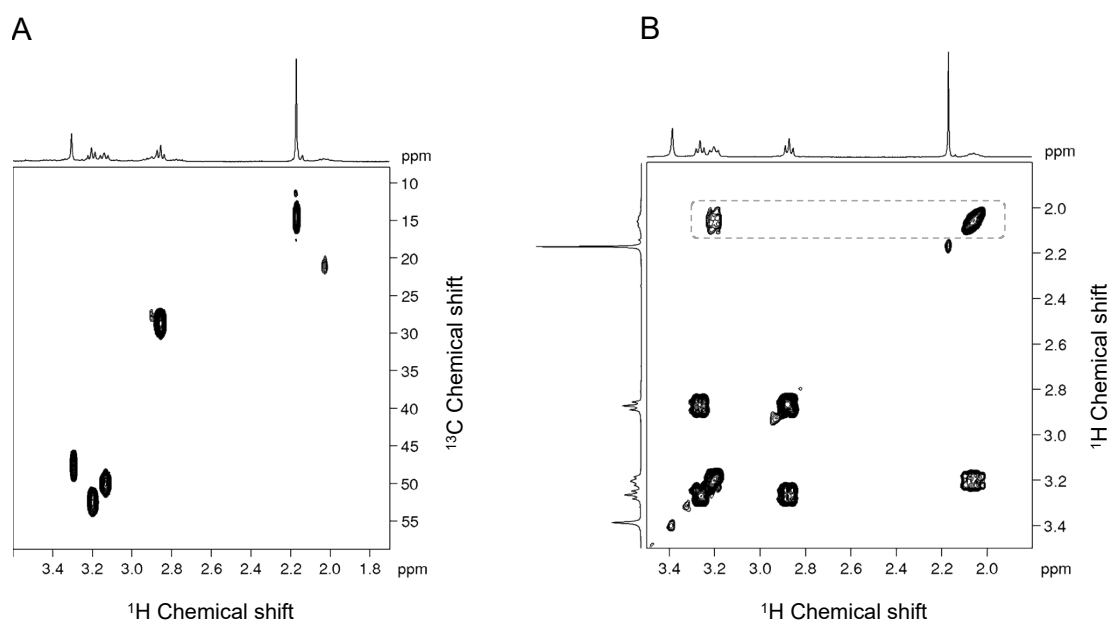 A
B
ppm
10
15
20
25
30
35
40
45
50
55
¹³C Chemical shift
3.4 3.2 3.0 2.8 2.6 2.4 2.2 2.0 1.8 ppm
¹H Chemical shift
ppm
2.0
2.2
2.4
2.6
2.8
3.0
3.2
3.4
¹H Chemical shift
3.4 3.2 3.0 2.8 2.6 2.4 2.2 2.0 ppm
¹H Chemical shift